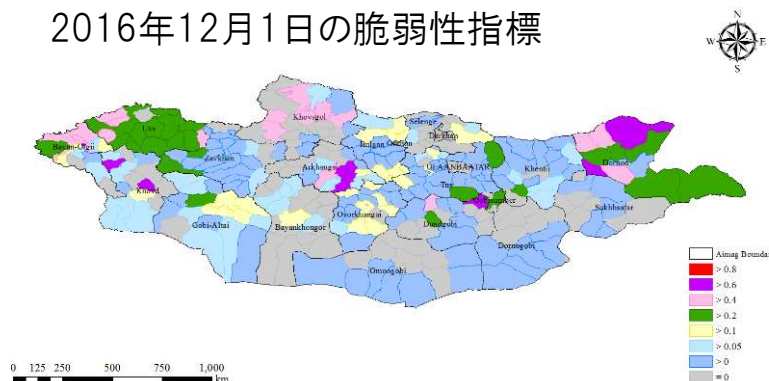 2016年12月1日の脆弱性指標
N
W E
S
Uvs
Khovsgol
Bayan-Ulgii
Selenge
Darkhan
Bulgan
Orkhon
Zavkhan
Arkhangai
ULAANBAATAR
Khentii
Dornod
Khovd
Tuv
Gobisumber
Sukhbaatar
Gobi-Altai
Bayankhongor
Ovorkhangai
Dundgobi
Dornogobi
Omnogobi
Aimag Boundar
> 0.8
> 0.6
> 0.4
> 0.2
> 0.1
> 0.05
> 0
= 0
0 125 250 500 750 1,000
km